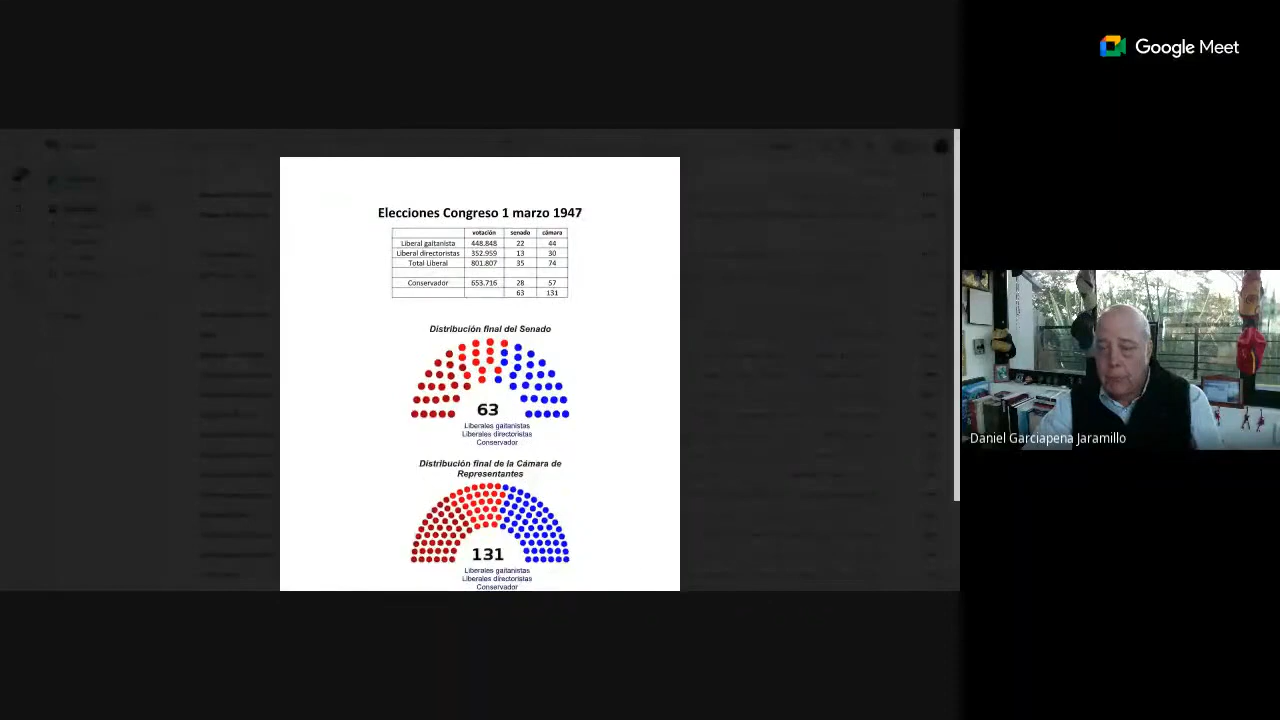 Google Meet
Elecciones Congreso 1 marzo 1947
votación senado cámara
Liberal gaitanista 448.848 22 44
Liberal directoristas 352.959 13 30
Total Liberal 801.807 35 74
Conservador 653.716 28 57
63 131
Distribución final del Senado
63
Liberales gaitanistas
Liberales directoristas
Conservador
Distribución final de la Cámara de
Representantes
131
Liberales gaitanistas
Liberales directoristas
Conservador
Daniel Garciapena Jaramillo